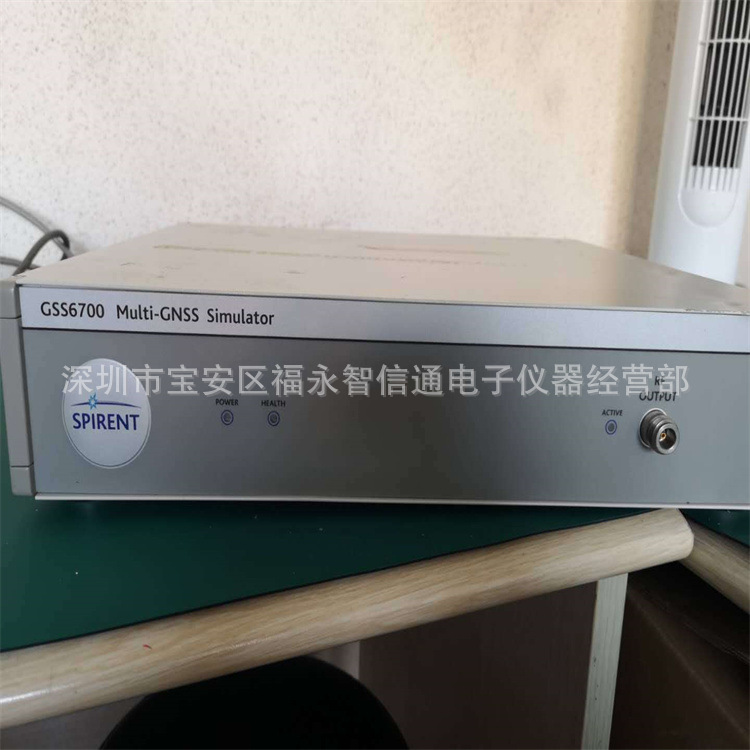 GSS6700 Multi-GNSS Simulator
深圳市宝安区福永智信通电子仪器经营部
SPIRENT
POWER
HEALTH
ACTIVE
RF
OUTPUT